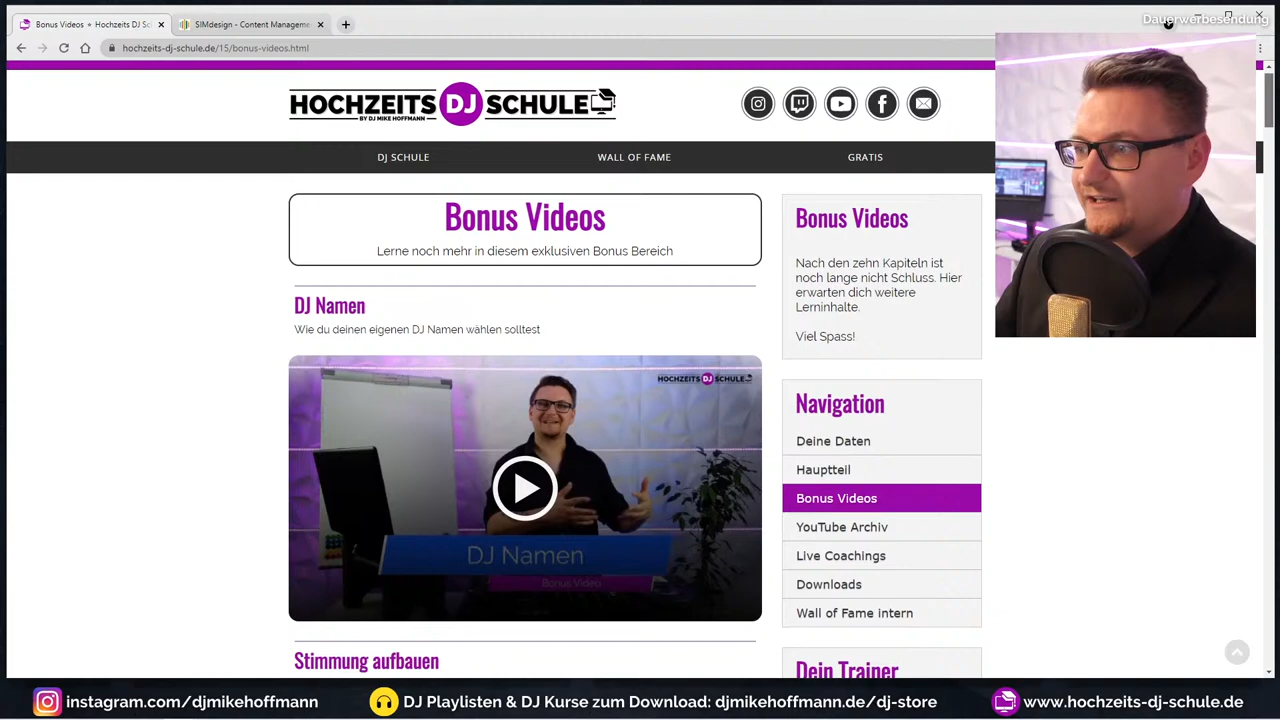 Bonus Videos ★ Hochzeits DJ Sc
SIMdesign - Content Manageme
Dauerwerbesendung
hochzeits-dj-schule.de/15/bonus-videos.html
HOCHZEITS DJ SCHULE
BY DJ MIKE HOFFMANN
DJ SCHULE
WALL OF FAME
GRATIS
Bonus Videos
Lerne noch mehr in diesem exklusiven Bonus Bereich
DJ Namen
Wie du deinen eigenen DJ Namen wählen solltest
HOCHZEITS DJ SCHULE
DJ Namen
Bonus Video
Stimmung aufbauen
Bonus Videos
Nach den zehn Kapiteln ist
noch lange nicht Schluss. Hier
erwarten dich weitere
Lerninhalte.
Viel Spass!
Navigation
Deine Daten
Hauptteil
Bonus Videos
YouTube Archiv
Live Coachings
Downloads
Wall of Fame intern
Dein Trainer
instagram.com/djmikehoffmann
DJ Playlisten & DJ Kurse zum Download: djmikehoffmann.de/dj-store
www.hochzeits-dj-schule.de